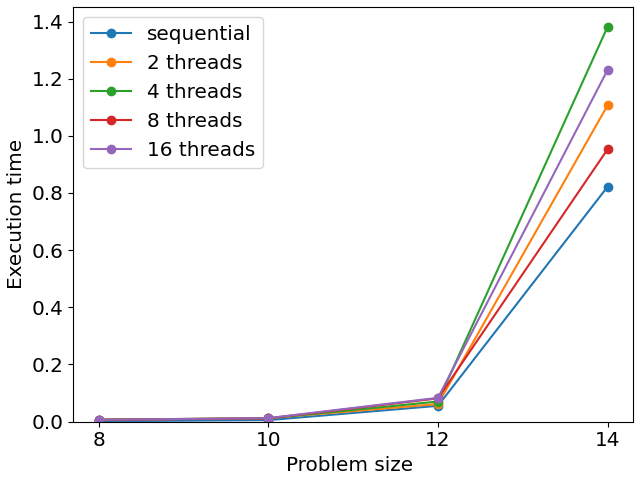 1.4
1.2
1.0
0.8
0.6
0.4
0.2
0.0
Execution time
sequential
2 threads
4 threads
8 threads
16 threads
8
10
12
14
Problem size